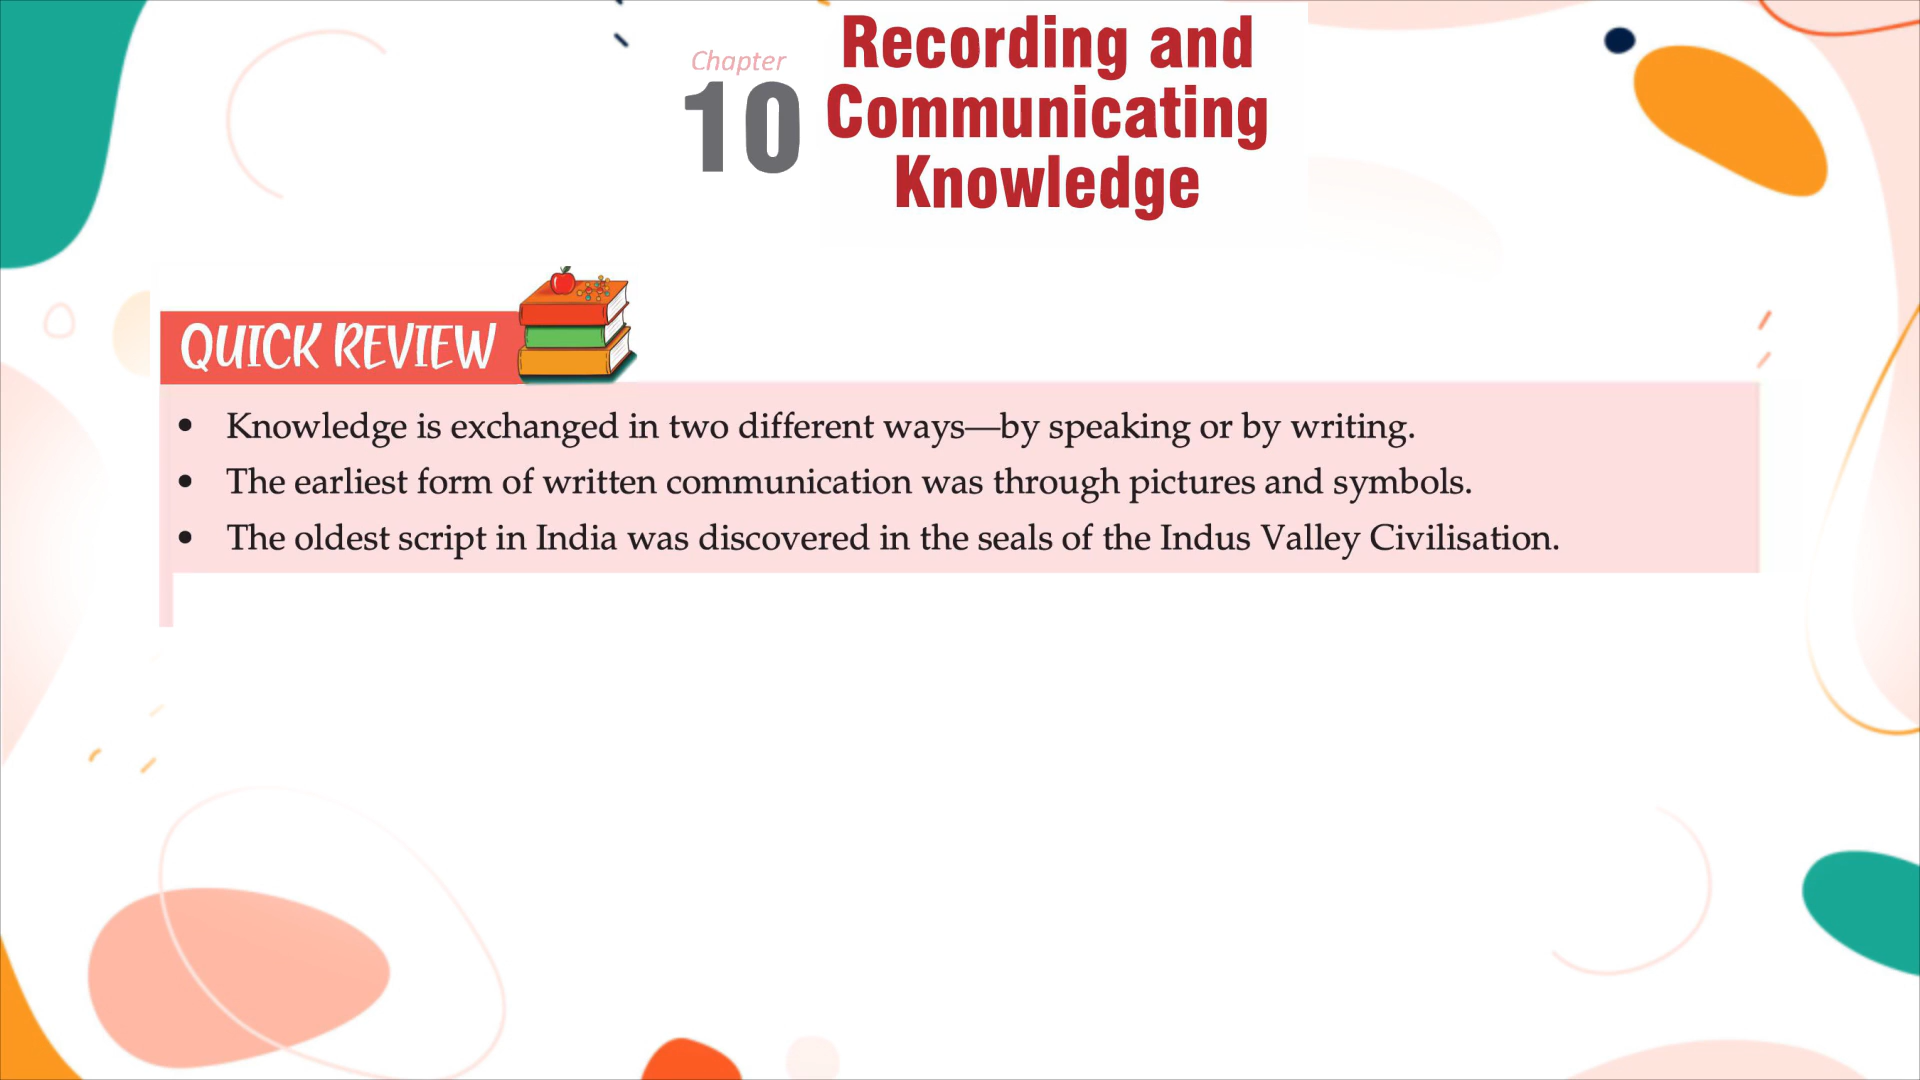 Chapter
10
Recording and
Communicating
Knowledge
QUICK REVIEW
• Knowledge is exchanged in two different ways—by speaking or by writing.
• The earliest form of written communication was through pictures and symbols.
• The oldest script in India was discovered in the seals of the Indus Valley Civilisation.